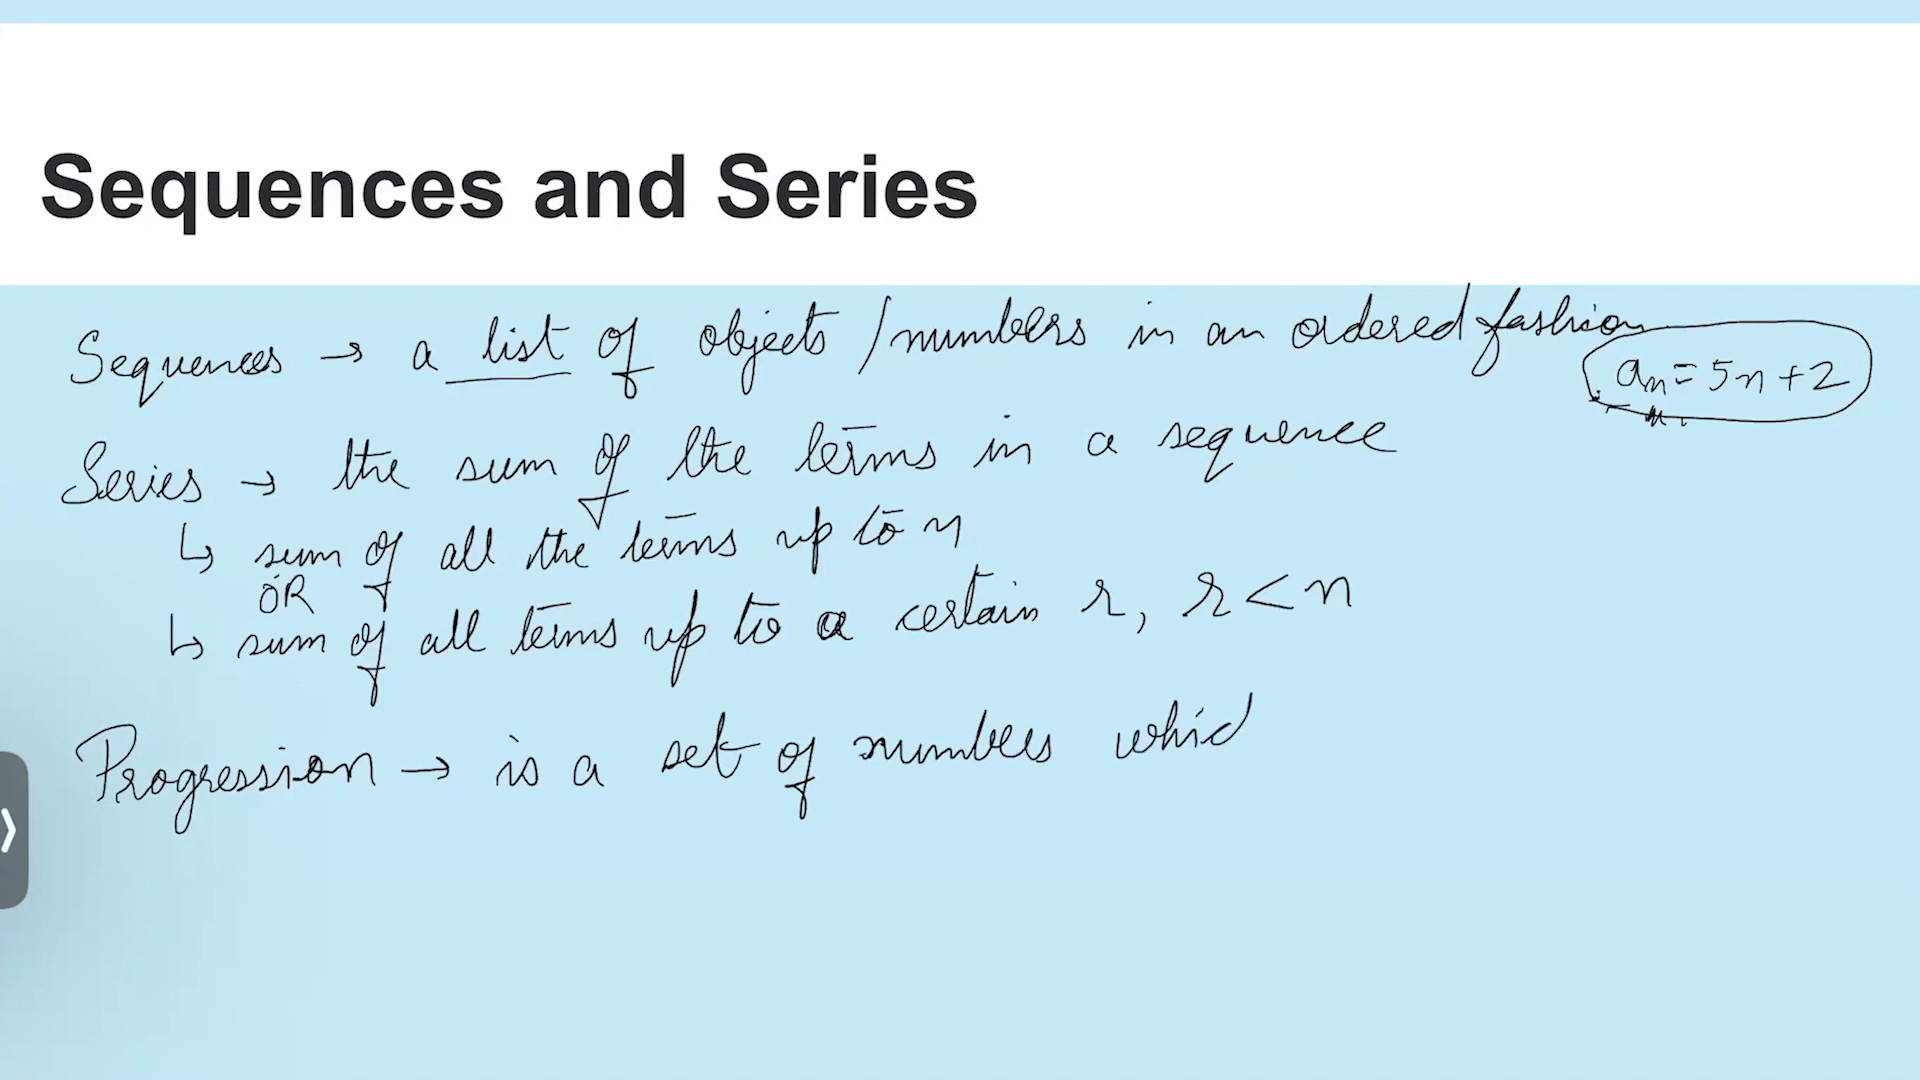 Sequences and Series
Sequences → a list of objects / numbers in an ordered fashion
aₙ = 5n + 2
Series → the sum of the terms in a sequence
↳ sum of all the terms up to n
OR
↳ sum of all terms up to a certain r, r < n
Progression → is a set of numbers whic